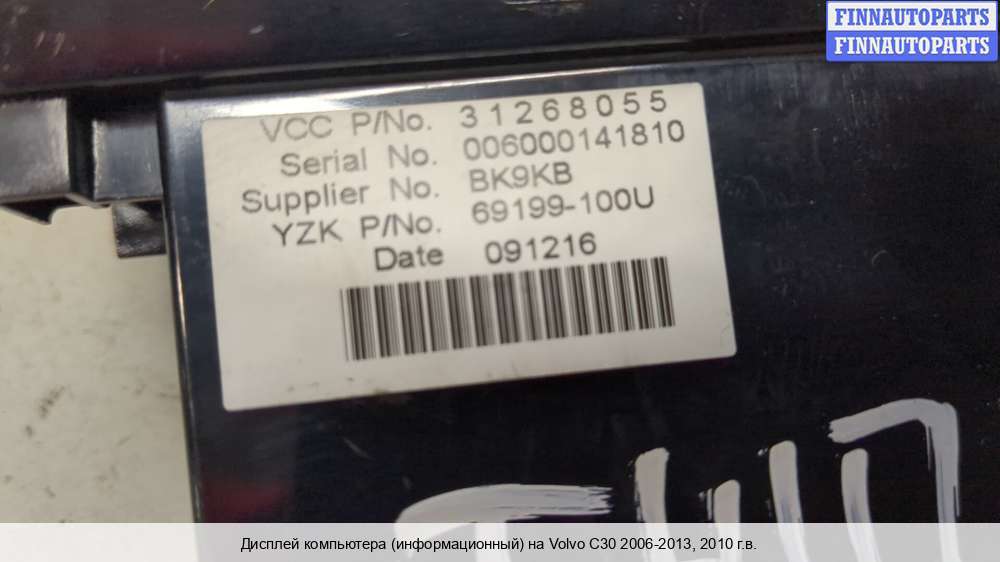 FINNAUTOPARTS
FINNAUTOPARTS
VCC P/No. 31268055
Serial No. 006000141810
Supplier No. BK9KB
YZK P/No. 69199-100U
Date 091216
Дисплей компьютера (информационный) на Volvo C30 2006-2013, 2010 г.в.